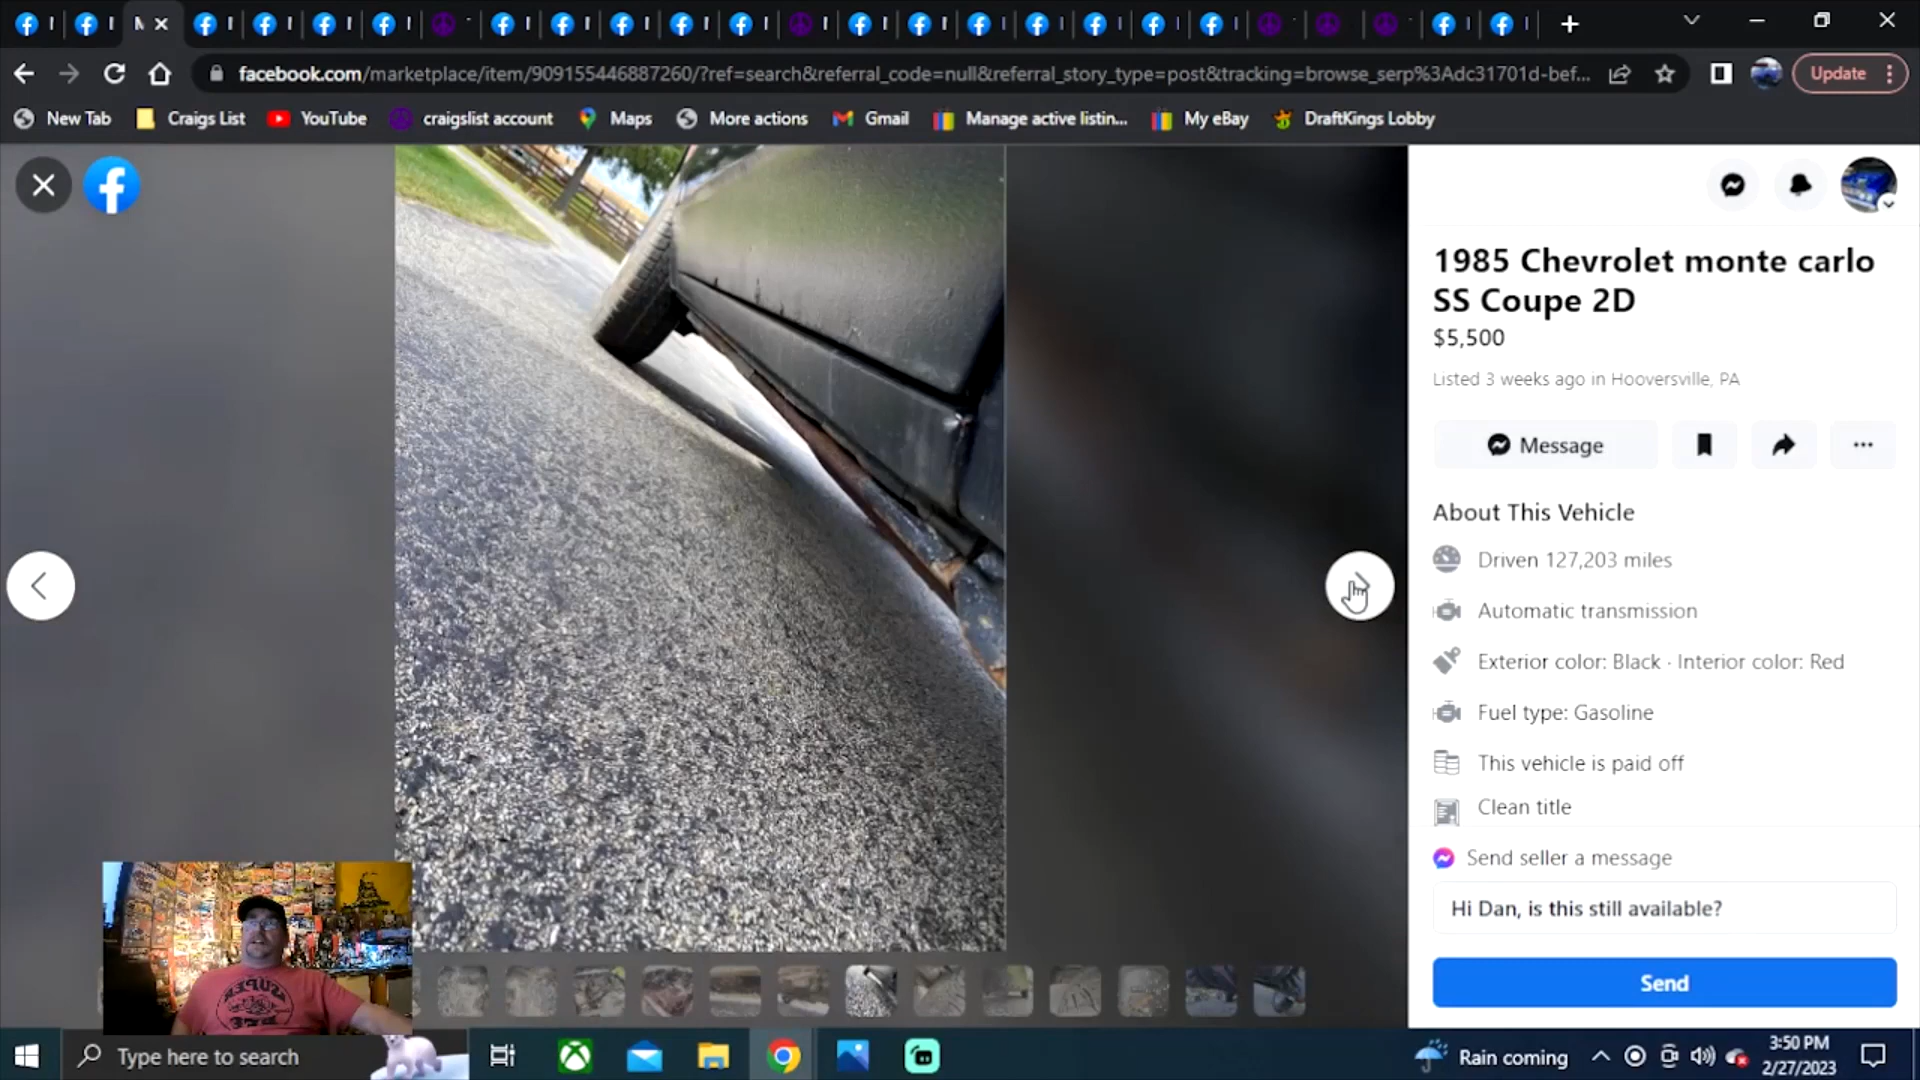 facebook.com/marketplace/item/909155446887260/?ref=search&referral_code=null&referral_story_type=post&tracking=browse_serp%3Adc31701d-bef...
Update
New Tab
Craigs List
YouTube
craigslist account
Maps
More actions
Gmail
Manage active listin...
My eBay
DraftKings Lobby
1985 Chevrolet monte carlo
SS Coupe 2D
$5,500
Listed 3 weeks ago in Hooversville, PA
Message
About This Vehicle
Driven 127,203 miles
Automatic transmission
Exterior color: Black · Interior color: Red
Fuel type: Gasoline
This vehicle is paid off
Clean title
Send seller a message
Hi Dan, is this still available?
Send
Type here to search
Rain coming
3:50 PM
2/27/2023